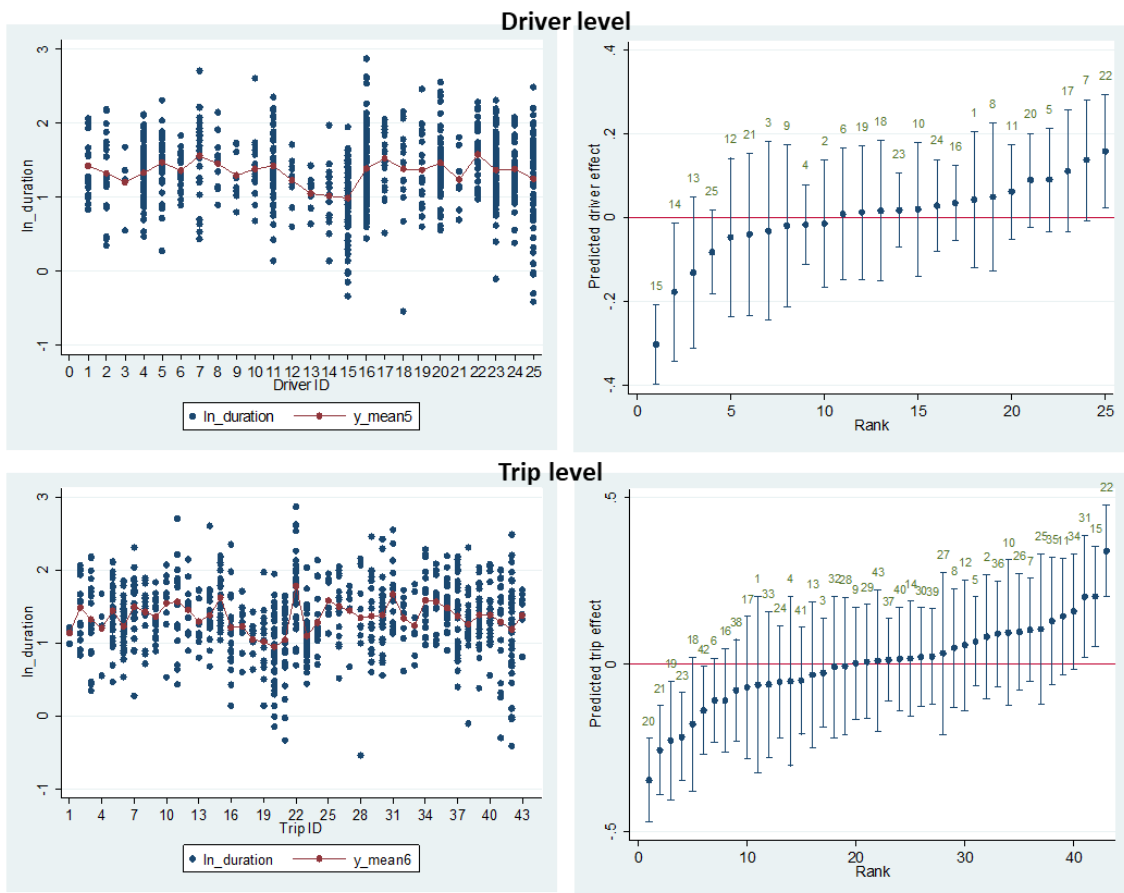 Driver level
3
2
1
0
-1
ln_duration
0 1 2 3 4 5 6 7 8 9 10 11 12 13 14 15 16 17 18 19 20 21 22 23 24 25
Driver ID
ln_duration y_mean5
.4
.2
0
-.2
-.4
Predicted driver effect
15 14 13 25 12 21 3 9 4 2 6 19 18 23 10 24 16 1 8 11 20 5 17 7 22
0 5 10 15 20 25
Rank
Trip level
3
2
1
0
-1
ln_duration
1 4 7 10 13 16 19 22 25 28 31 34 37 40 43
Trip ID
ln_duration y_mean6
.5
0
-.5
Predicted trip effect
20 21 19 23 18 42 6 16 38 17 1 33 24 4 41 13 3 32 28 9 29 43 37 40 14 30 39 27 8 12 5 2 36 10 26 7 25 35 11 34 31 15 22
0 10 20 30 40
Rank